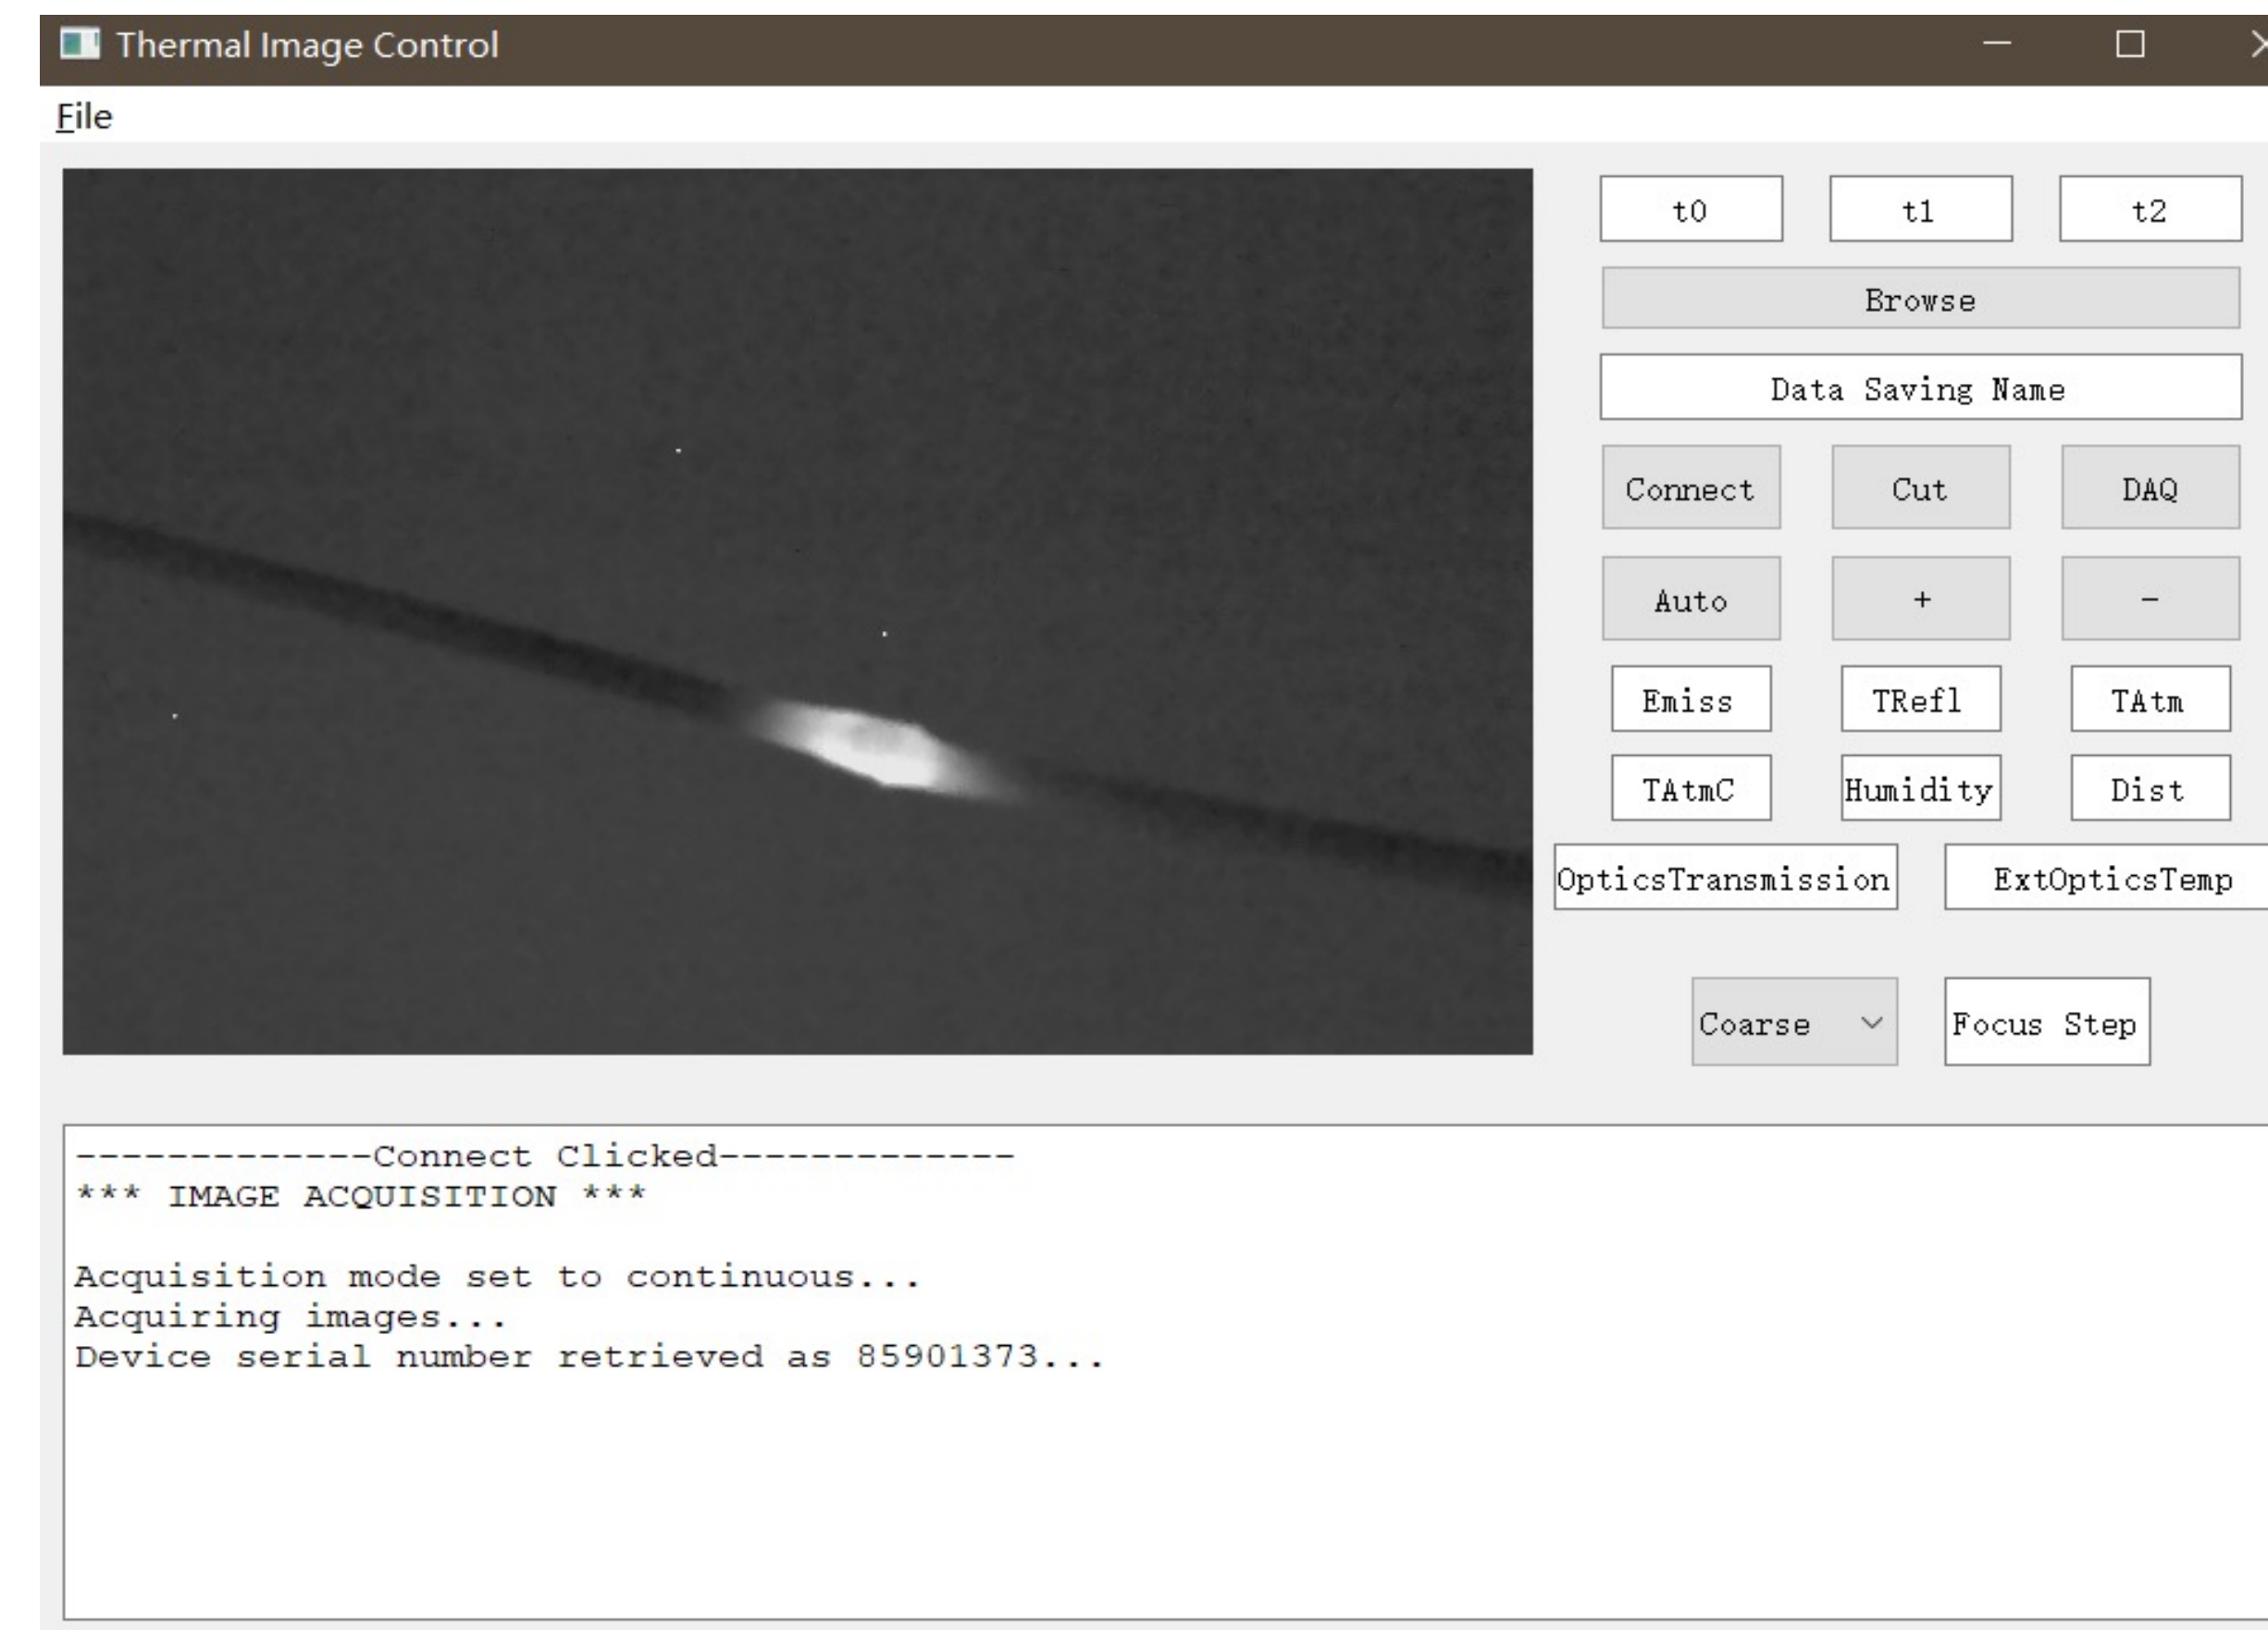 Thermal Image Control
File
t0 t1 t2
Browse
Data Saving Name
Connect Cut DAQ
Auto + -
Emiss TRefl TAtm
TAtmC Humidity Dist
OpticsTransmission ExtOpticsTemp
Coarse Focus Step
-------------Connect Clicked-------------
*** IMAGE ACQUISITION ***
Acquisition mode set to continuous...
Acquiring images...
Device serial number retrieved as 85901373...